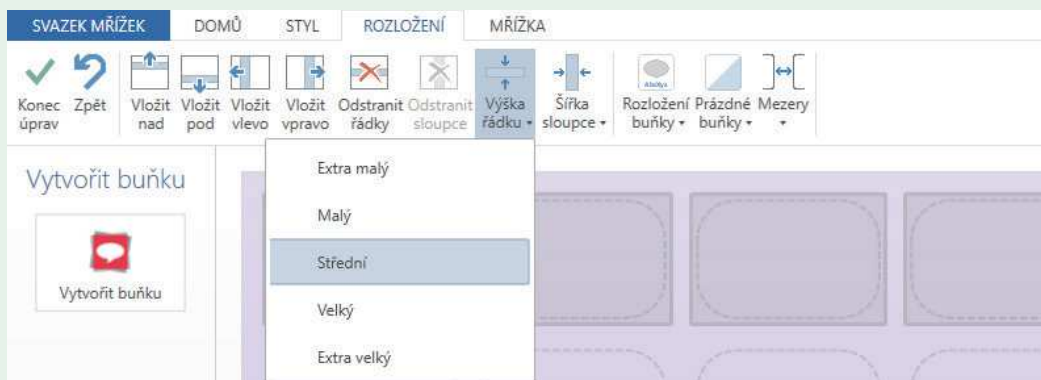 SVAZEK MŘÍŽEK DOMŮ STYL ROZLOŽENÍ MŘÍŽKA
Konec úprav
Zpět
Vložit nad
Vložit pod
Vložit vlevo
Vložit vpravo
Odstranit řádky
Odstranit sloupce
Výška řádku
Šířka sloupce
Rozložení buňky
Prázdné buňky
Mezery
Vytvořit buňku
Vytvořit buňku
Extra malý
Malý
Střední
Velký
Extra velký